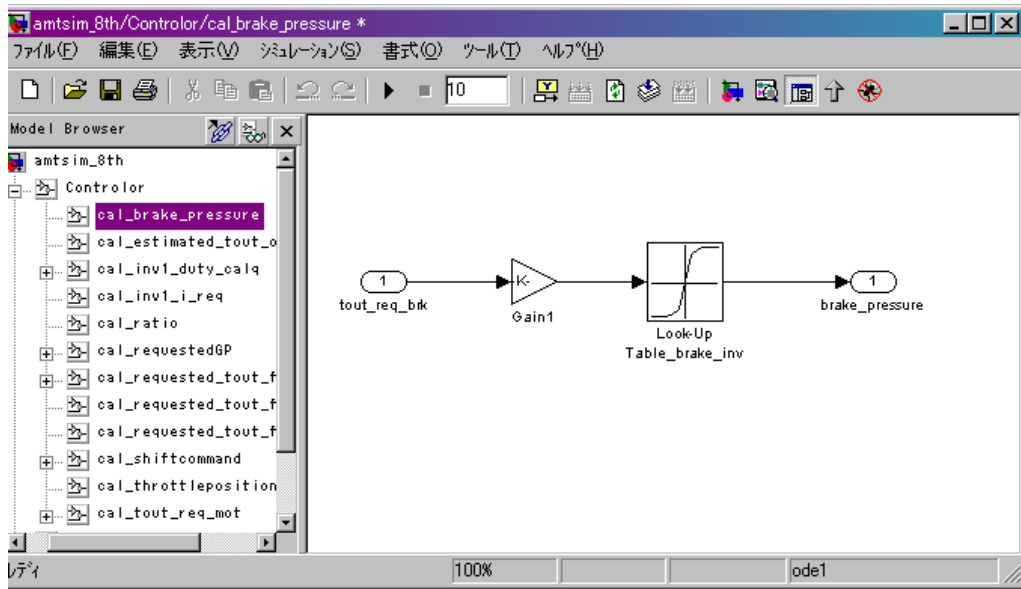 amtsim_8th/Controlor/cal_brake_pressure *
ファイル(F) 編集(E) 表示(V) シミュレーション(S) 書式(O) ツール(T) ヘルプ(H)
10
Model Browser
amtsim_8th
Controlor
cal_brake_pressure
cal_estimated_tout_o
cal_inv1_duty_calq
cal_inv1_i_req
cal_ratio
cal_requestedGP
cal_requested_tout_f
cal_requested_tout_f
cal_requested_tout_f
cal_shiftcommand
cal_throttleposition
cal_tout_req_mot
1
tout_req_brk
-K-
Gain1
Look-Up
Table_brake_inv
1
brake_pressure
レディ 100% ode1